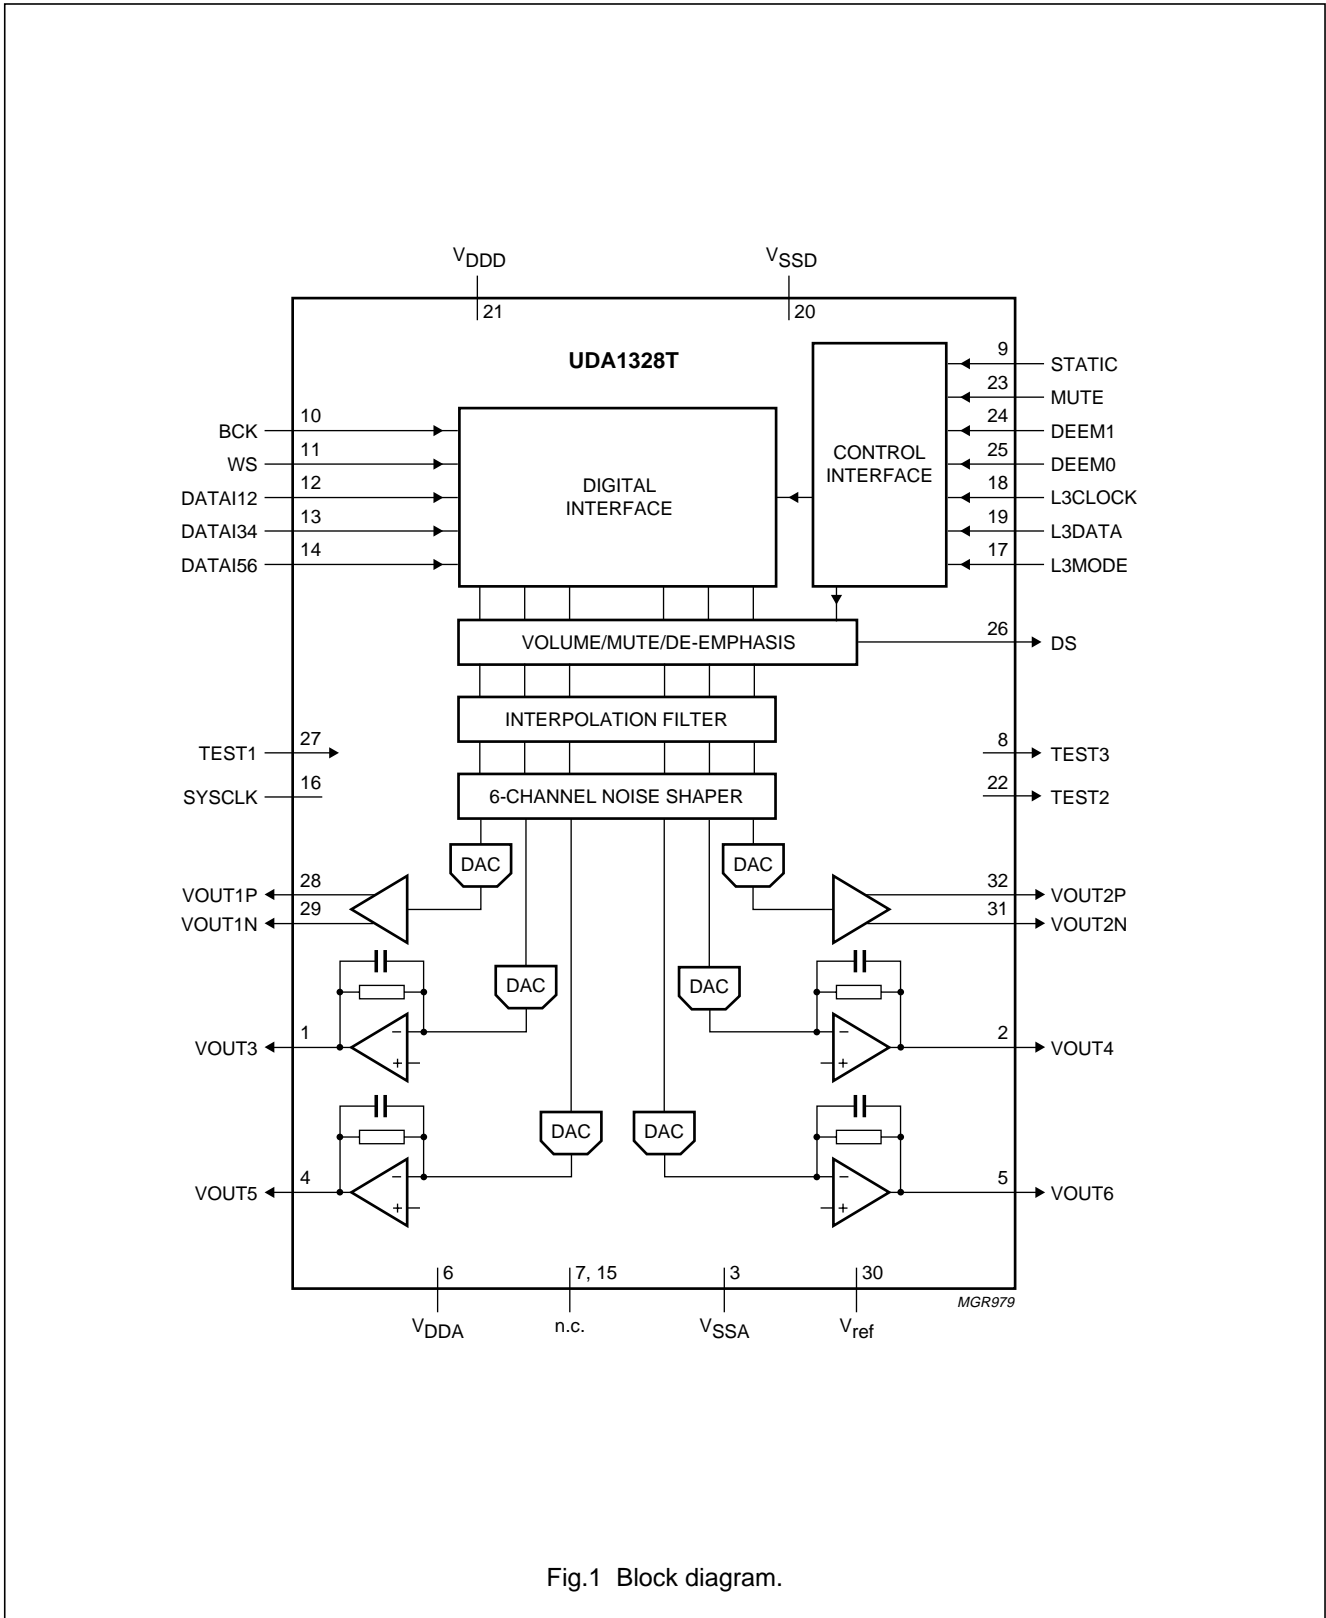 VDDD
VSSD
21
20
UDA1328T
9
STATIC
23
MUTE
10
24
BCK
DEEM1
11
25
WS
DEEM0
12
18
DATAI12
L3CLOCK
13
19
DATAI34
L3DATA
14
17
DATAI56
L3MODE
DIGITAL
INTERFACE
CONTROL
INTERFACE
VOLUME/MUTE/DE-EMPHASIS
26
DS
INTERPOLATION FILTER
27
TEST1
8
TEST3
16
SYSCLK
6-CHANNEL NOISE SHAPER
22
TEST2
DAC
DAC
28
VOUT1P
32
VOUT2P
29
VOUT1N
31
VOUT2N
DAC
DAC
1
VOUT3
−
+
−
+
2
VOUT4
DAC
DAC
4
VOUT5
−
+
−
+
5
VOUT6
6
7, 15
3
30
MGR979
VDDA
n.c.
VSSA
Vref
Fig.1 Block diagram.